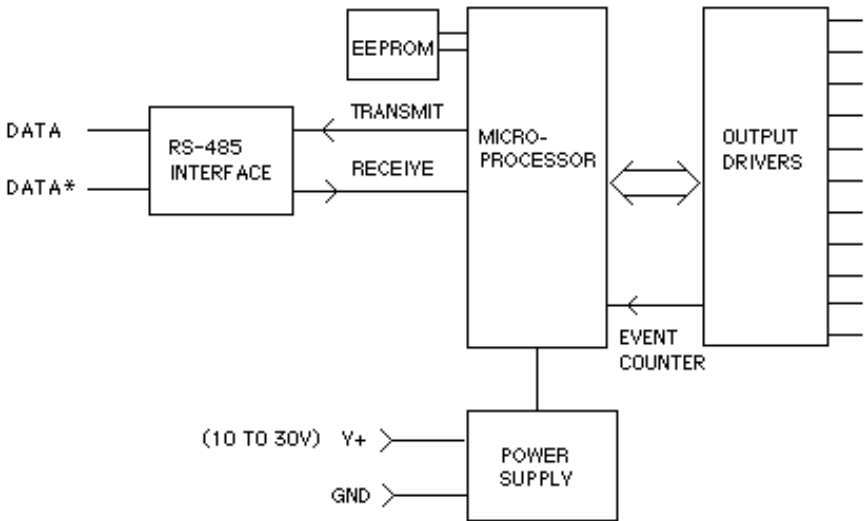 EEPROM
TRANSMIT
DATA
RS-485
INTERFACE
MICRO-
PROCESSOR
OUTPUT
DRIVERS
RECEIVE
DATA*
EVENT
COUNTER
(10 TO 30V) V+
POWER
SUPPLY
GND